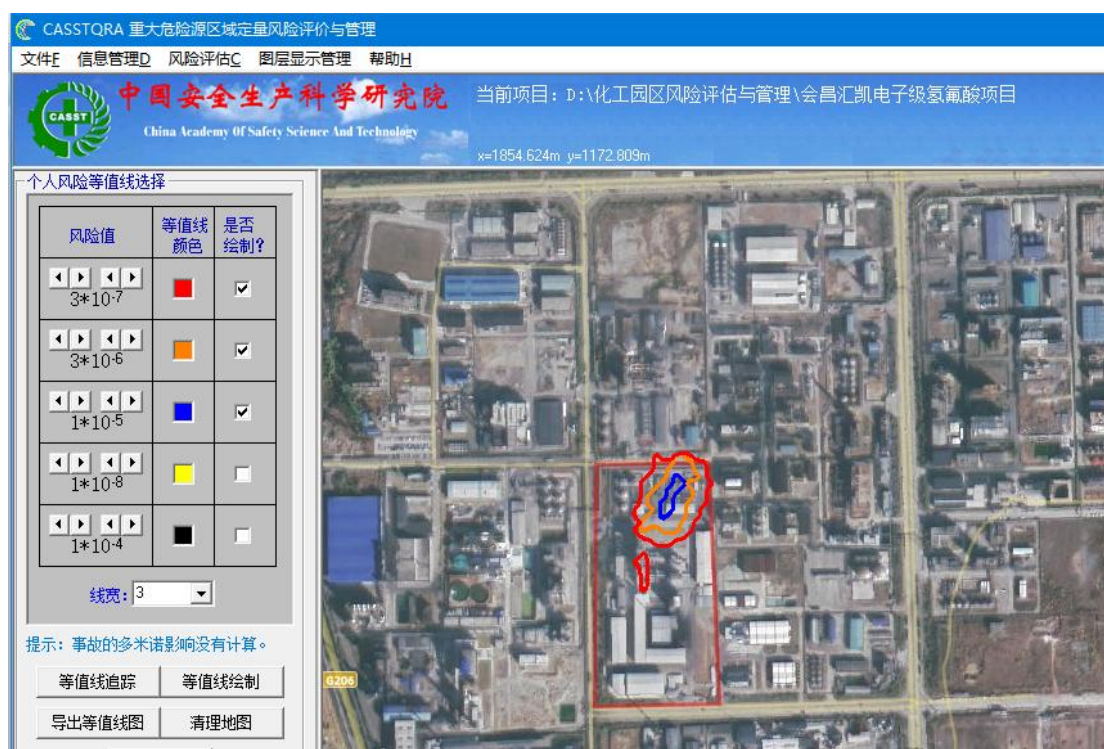 CASSTQRA 重大危险源区域定量风险评价与管理
文件F 信息管理D 风险评估C 图层显示管理 帮助H
CASST
中国安全生产科学研究院
China Academy Of Safety Science And Technology
当前项目：D:\化工园区风险评估与管理\会昌汇凯电子级氢氟酸项目
x=1854.624m y=1172.809m
个人风险等值线选择
风险值 等值线颜色 是否绘制?
3*10-7
3*10-6
1*10-5
1*10-8
1*10-4
线宽: 3
提示：事故的多米诺影响没有计算。
等值线追踪 等值线绘制
导出等值线图 清理地图
G206